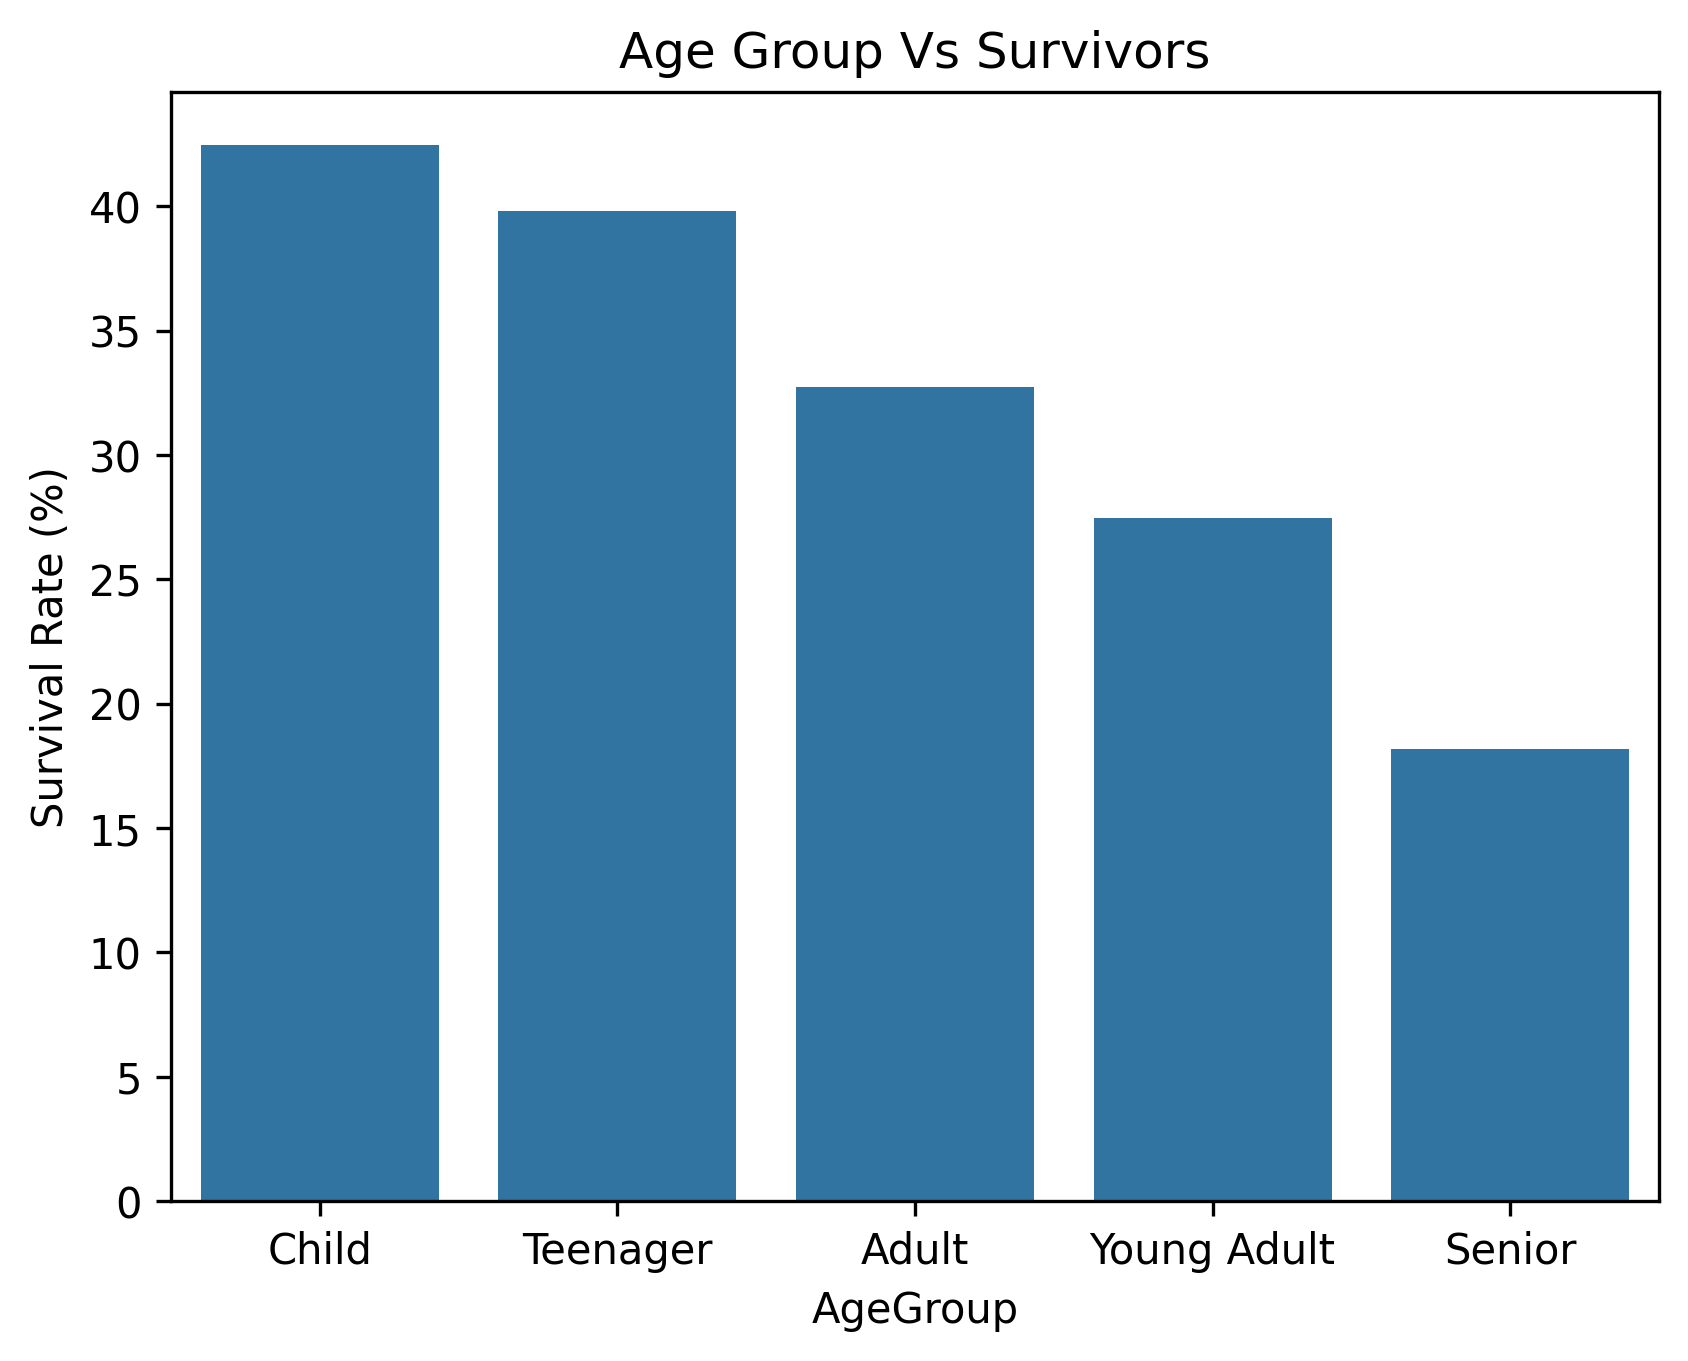 Age Group Vs Survivors
Survival Rate (%)
40
35
30
25
20
15
10
5
0
Child Teenager Adult Young Adult Senior
AgeGroup